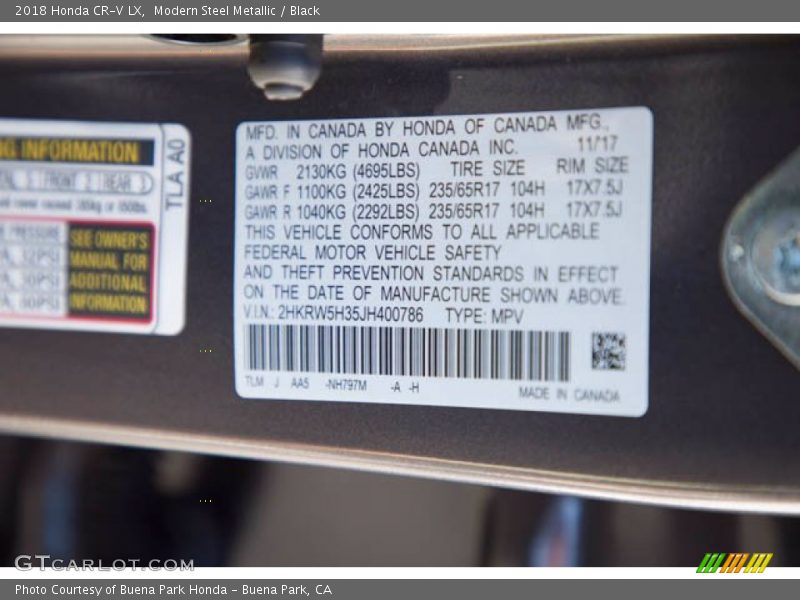 2018 Honda CR-V LX, Modern Steel Metallic / Black
NG INFORMATION
TLA A0
SEE OWNER'S
MANUAL FOR
ADDITIONAL
INFORMATION
MFD. IN CANADA BY HONDA OF CANADA MFG.,
A DIVISION OF HONDA CANADA INC. 11/17
GVWR 2130KG (4695LBS) TIRE SIZE RIM SIZE
GAWR F 1100KG (2425LBS) 235/65R17 104H 17X7.5J
GAWR R 1040KG (2292LBS) 235/65R17 104H 17X7.5J
THIS VEHICLE CONFORMS TO ALL APPLICABLE
FEDERAL MOTOR VEHICLE SAFETY
AND THEFT PREVENTION STANDARDS IN EFFECT
ON THE DATE OF MANUFACTURE SHOWN ABOVE.
V.I.N.: 2HKRW5H35JH400786 TYPE: MPV
TLM J AA5 -NH797M -A -H
MADE IN CANADA
GTCARLOT.COM
Photo Courtesy of Buena Park Honda - Buena Park, CA